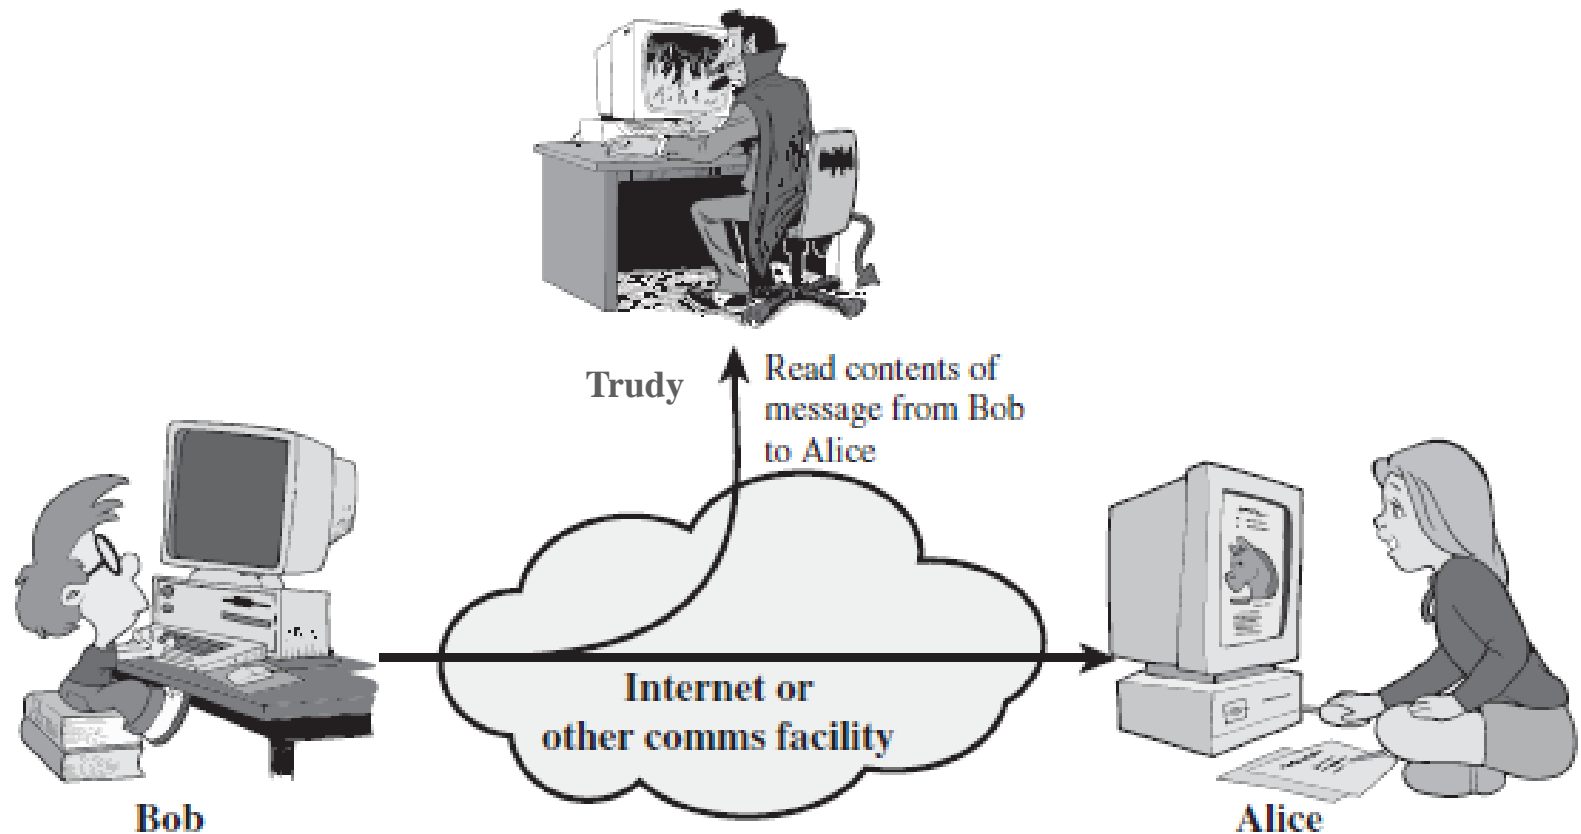 Trudy
Read contents of
message from Bob
to Alice
Internet or
other comms facility
Bob
Alice